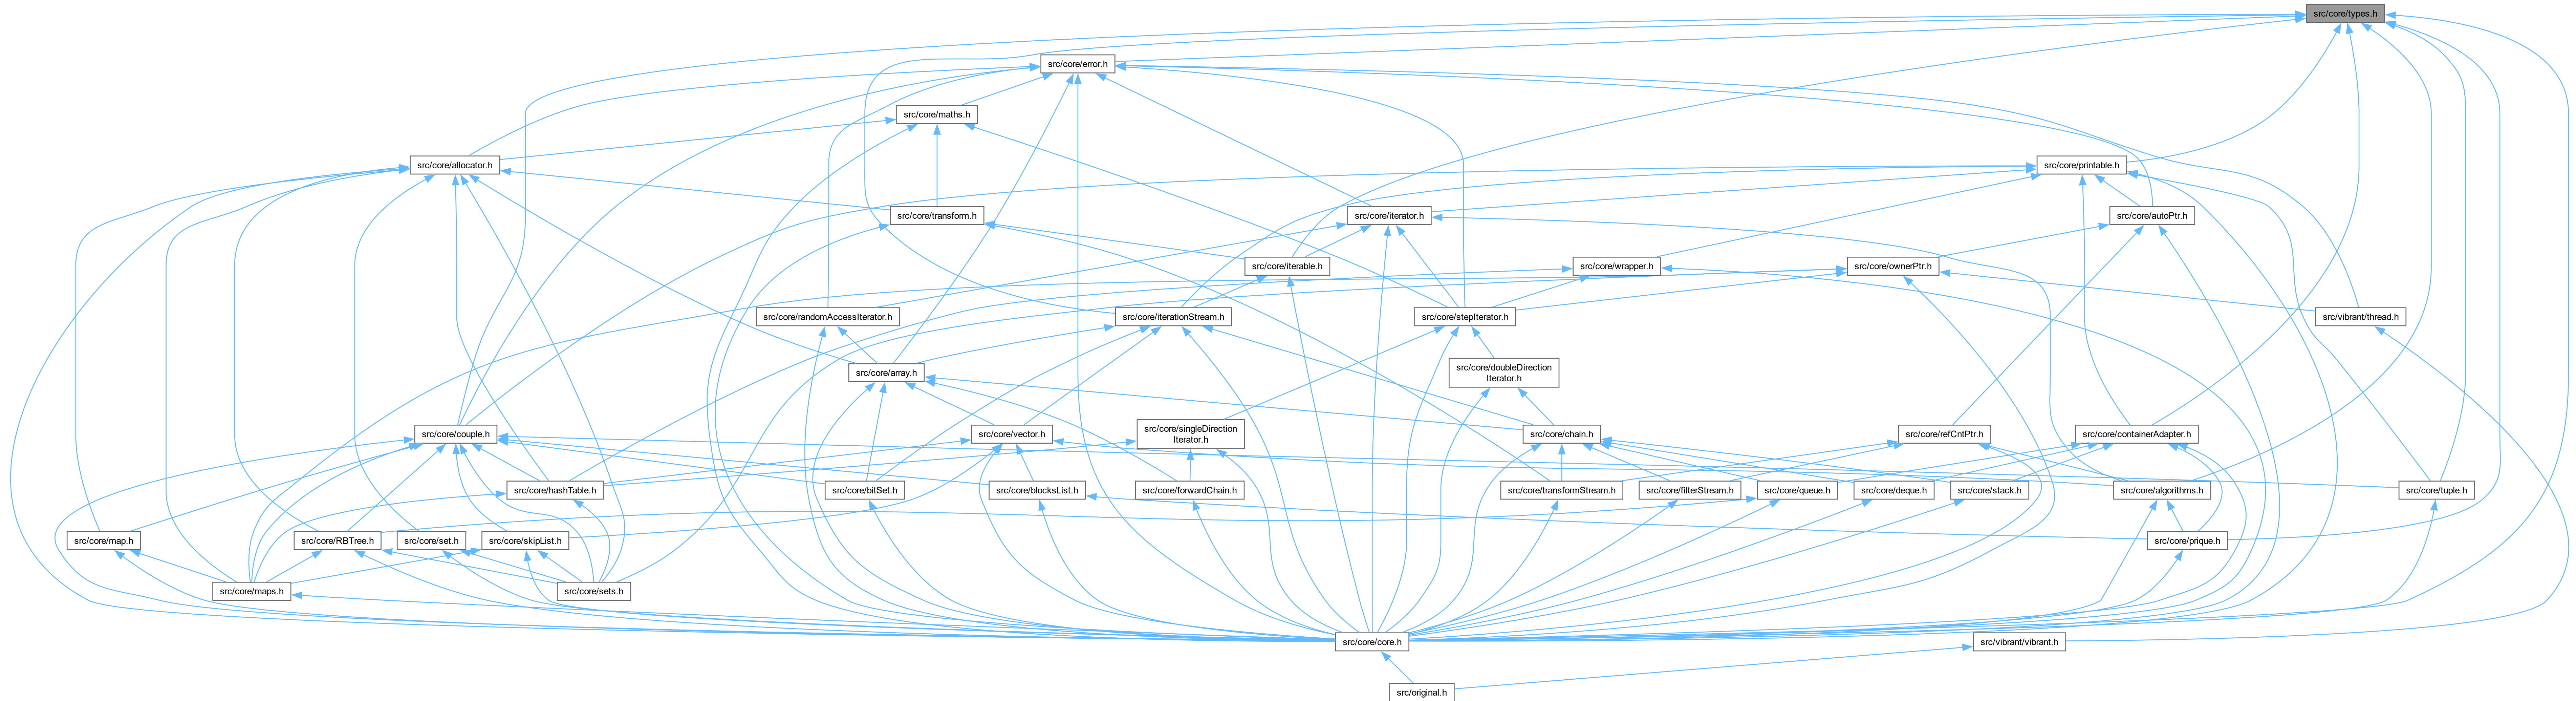 src/core/types.h
src/core/error.h
src/core/maths.h
src/core/allocator.h
src/core/printable.h
src/core/transform.h
src/core/iterator.h
src/core/autoPtr.h
src/core/iterable.h
src/core/wrapper.h
src/core/ownerPtr.h
src/core/randomAccessIterator.h
src/core/iterationStream.h
src/core/stepIterator.h
src/vibrant/thread.h
src/core/array.h
src/core/doubleDirection
Iterator.h
src/core/couple.h
src/core/vector.h
src/core/singleDirection
Iterator.h
src/core/chain.h
src/core/refCntPtr.h
src/core/containerAdapter.h
src/core/hashTable.h
src/core/bitSet.h
src/core/blocksList.h
src/core/forwardChain.h
src/core/transformStream.h
src/core/filterStream.h
src/core/queue.h
src/core/deque.h
src/core/stack.h
src/core/algorithms.h
src/core/tuple.h
src/core/map.h
src/core/RBTree.h
src/core/set.h
src/core/skipList.h
src/core/prique.h
src/core/maps.h
src/core/sets.h
src/core/core.h
src/vibrant/vibrant.h
src/original.h